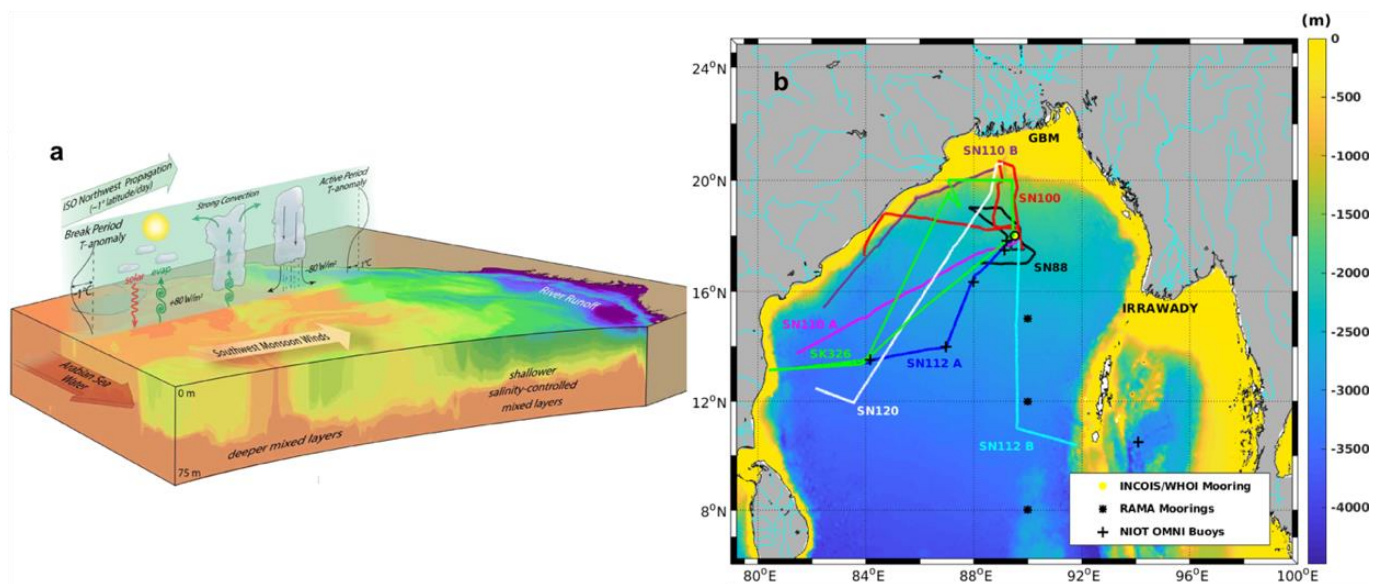 a
ISO Northwest Propagation
(~1° latitude/day)
Break Period
T-anomaly
Strong Convection
Active Period
T-anomaly
-1°C
solar
evap
+80 W/m²
-80 W/m²
1°C
River Runoff
Southwest Monsoon Winds
Arabian Sea
Water
0 m
shallower
salinity-controlled
mixed layers
deeper mixed layers
75 m
b
(m)
24°N
20°N
16°N
12°N
8°N
80°E
84°E
88°E
92°E
96°E
100°E
GBM
SN110 B
SN100
SN88
IRRAWADY
SN120 A
SK326
SN112 A
SN120
SN112 B
INCOIS/WHOI Mooring
RAMA Moorings
NIOT OMNI Buoys
0
-500
-1000
-1500
-2000
-2500
-3000
-3500
-4000